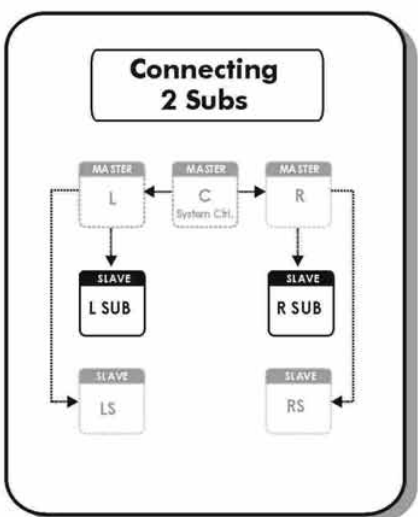 Connecting
2 Subs
MASTER MASTER MASTER
L C R
System Ctrl.
SLAVE SLAVE
L SUB R SUB
SLAVE SLAVE
LS RS